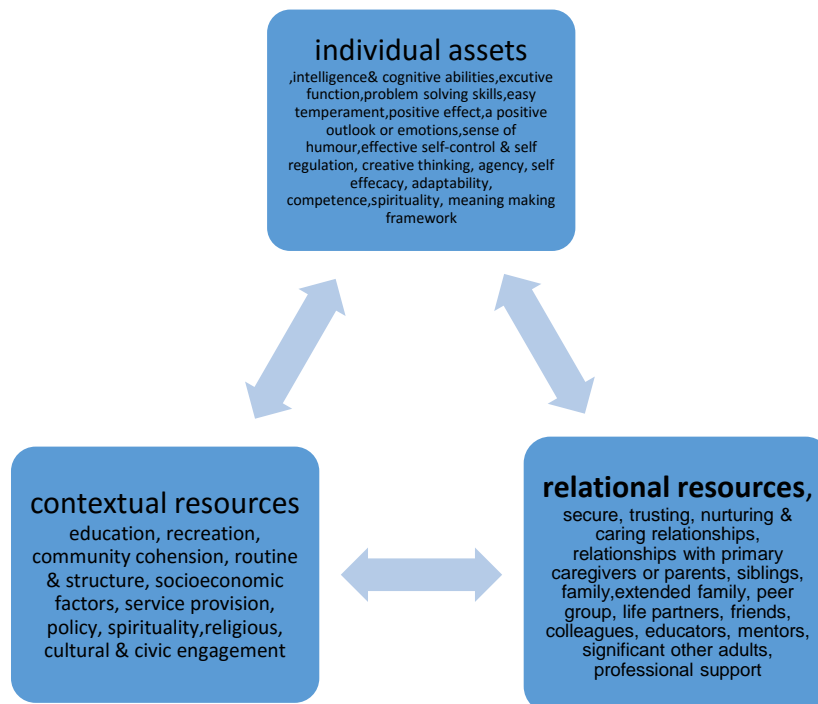 individual assets
,intelligence& cognitive abilities,excutive
function,problem solving skills,easy
temperament,positive effect,a positive
outlook or emotions,sense of
humour,effective self-control & self
regulation, creative thinking, agency, self
effecacy, adaptability,
competence,spirituality, meaning making
framework
contextual resources
education, recreation,
community cohension, routine
& structure, socioeconomic
factors, service provision,
policy, spirituality,religious,
cultural & civic engagement
relational resources,
secure, trusting, nurturing &
caring relationships,
relationships with primary
caregivers or parents, siblings,
family,extended family, peer
group, life partners, friends,
colleagues, educators, mentors,
significant other adults,
professional support